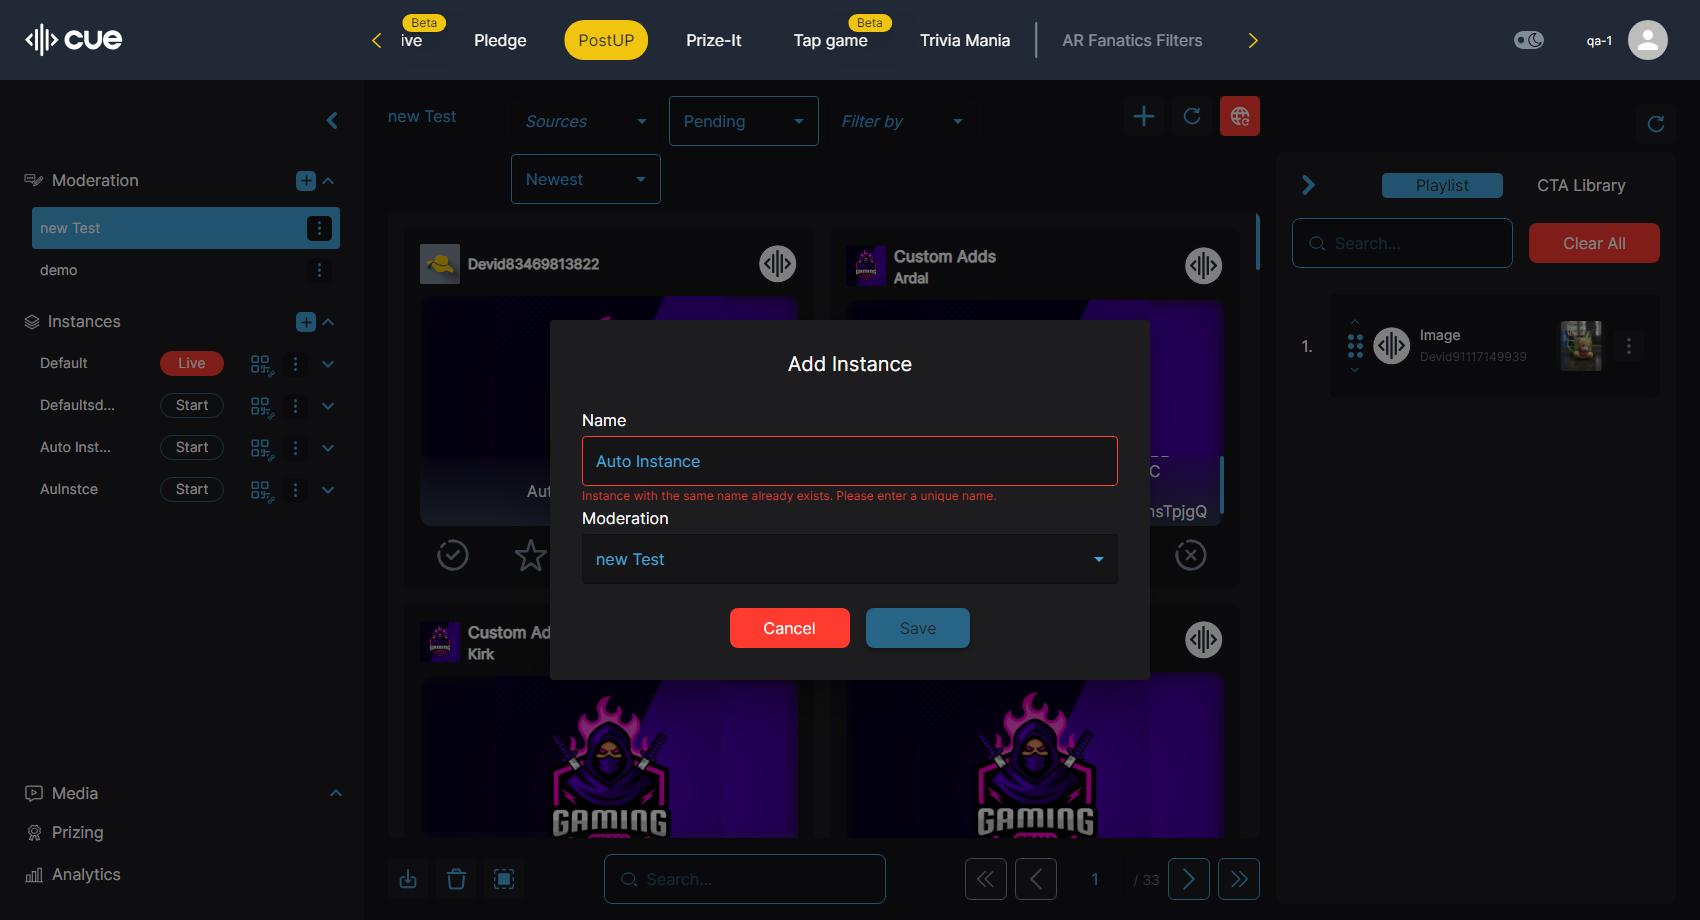 cue
Beta
Beta
ive
Pledge
PostUP
Prize-It
Tap game
Trivia Mania
AR Fanatics Filters
qa-1
Moderation
new Test
demo
Instances
Default
Live
Defaultsd...
Start
Auto Inst...
Start
AuInstce
Start
Media
Prizing
Analytics
new Test
Sources
Pending
Filter by
Newest
Devid83469813822
Custom Adds
Ardal
GAMING
Aut
C
nsTpjgQ
Custom Ad
Kirk
GAMING
GAMING
Add Instance
Name
Auto Instance
Instance with the same name already exists. Please enter a unique name.
Moderation
new Test
Cancel
Save
Search...
1
/ 33
Playlist
CTA Library
Search...
Clear All
1.
Image
Devid91117149939